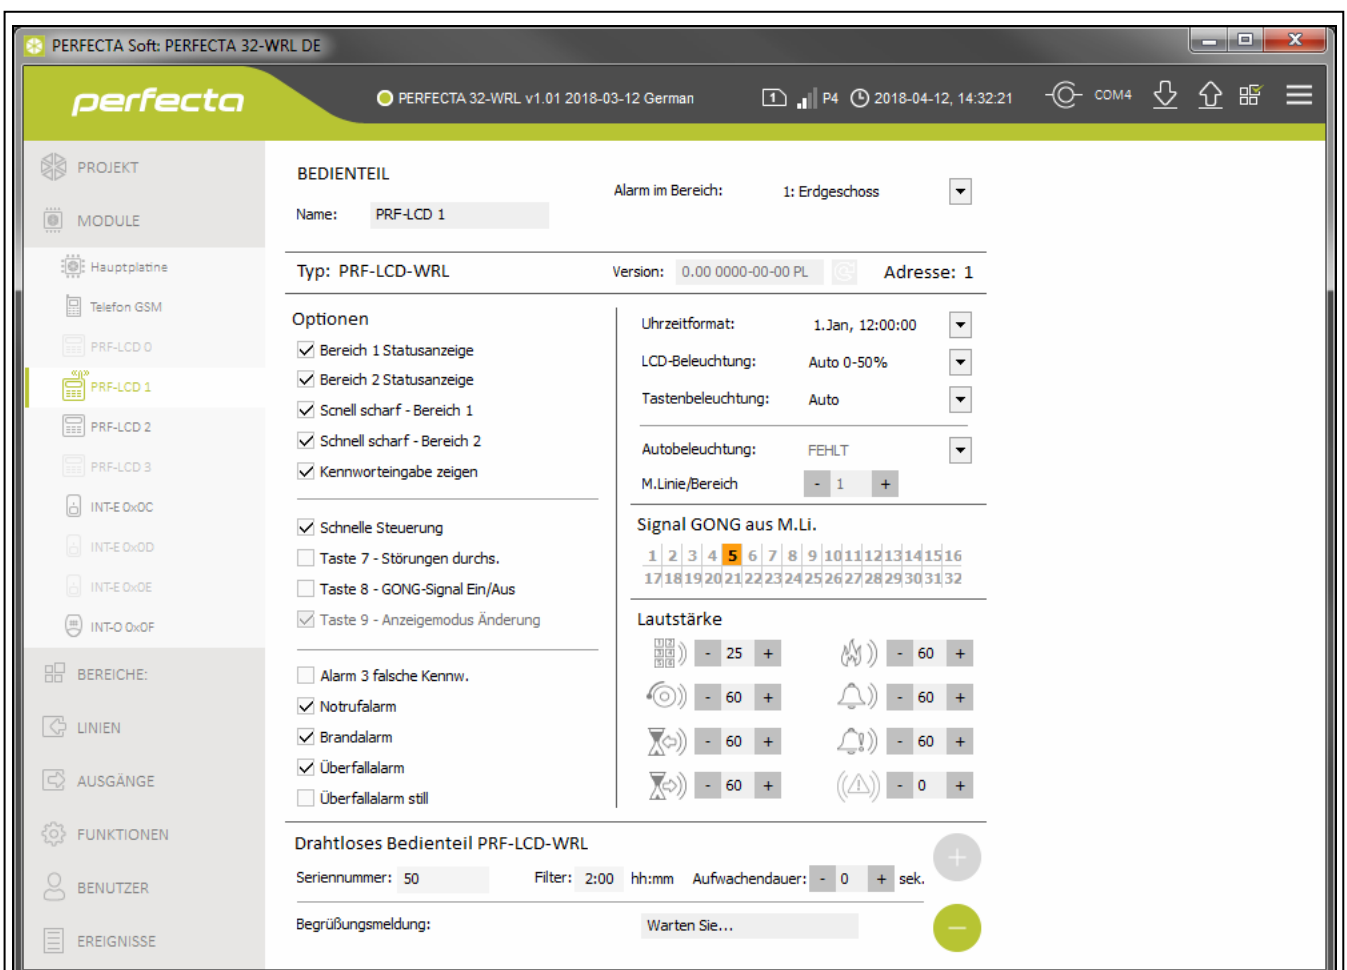 PERFECTA Soft: PERFECTA 32-WRL DE
perfecta
PERFECTA 32-WRL v1.01 2018-03-12 German
1
P4
2018-04-12, 14:32:21
COM4
PROJEKT
MODULE
Hauptplatine
Telefon GSM
PRF-LCD 0
PRF-LCD 1
PRF-LCD 2
PRF-LCD 3
INT-E 0x0C
INT-E 0x0D
INT-E 0x0E
INT-O 0x0F
BEREICHE:
LINIEN
AUSGÄNGE
FUNKTIONEN
BENUTZER
EREIGNISSE
BEDIENTEIL
Name: PRF-LCD 1
Alarm im Bereich: 1: Erdgeschoss
Typ: PRF-LCD-WRL
Version: 0.00 0000-00-00 PL
Adresse: 1
Optionen
Bereich 1 Statusanzeige
Bereich 2 Statusanzeige
Scnell scharf - Bereich 1
Schnell scharf - Bereich 2
Kennworteingabe zeigen
Schnelle Steuerung
Taste 7 - Störungen durchs.
Taste 8 - GONG-Signal Ein/Aus
Taste 9 - Anzeigemodus Änderung
Alarm 3 falsche Kennw.
Notrufalarm
Brandalarm
Überfallalarm
Überfallalarm still
Uhrzeitformat: 1.Jan, 12:00:00
LCD-Beleuchtung: Auto 0-50%
Tastenbeleuchtung: Auto
Autobeleuchtung: FEHLT
M.Linie/Bereich - 1 +
Signal GONG aus M.Li.
1 2 3 4 5 6 7 8 9 10 11 12 13 14 15 16
17 18 19 20 21 22 23 24 25 26 27 28 29 30 31 32
Lautstärke
- 25 + - 60 +
- 60 + - 60 +
- 60 + - 60 +
- 60 + - 0 +
Drahtloses Bedienteil PRF-LCD-WRL
Seriennummer: 50 Filter: 2:00 hh:mm Aufwachendauer: - 0 + sek.
Begrüßungsmeldung: Warten Sie...